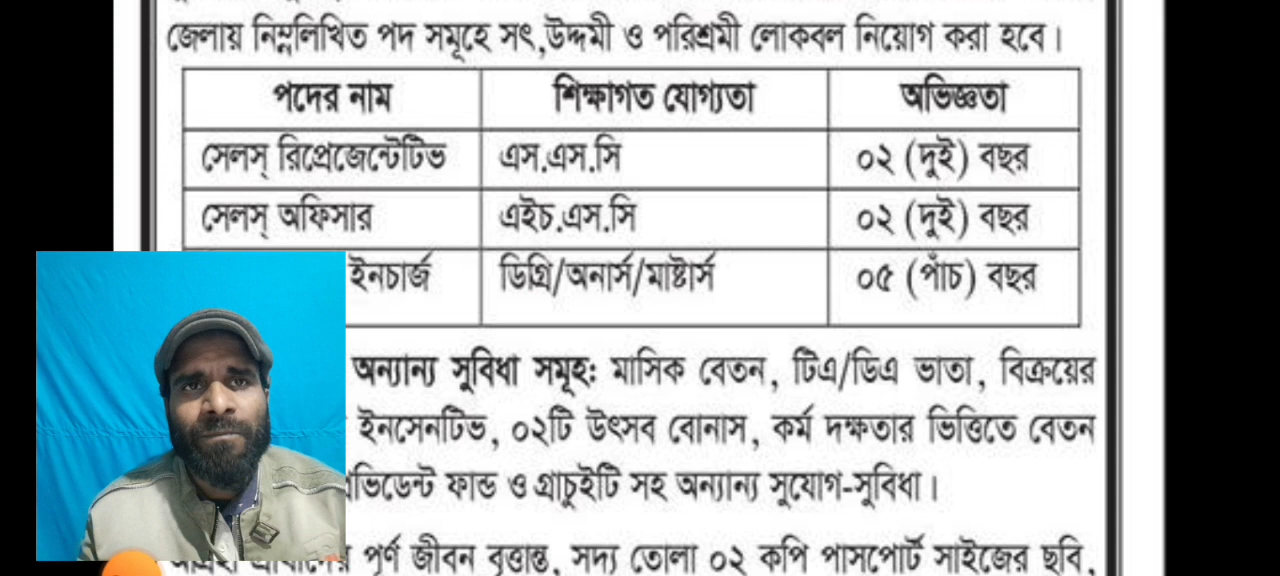 জেলায় নিম্নলিখিত পদ সমূহে সৎ,উদ্দমী ও পরিশ্রমী লোকবল নিয়োগ করা হবে।
পদের নাম শিক্ষাগত যোগ্যতা অভিজ্ঞতা
সেলস্ রিপ্রেজেন্টেটিভ এস.এস.সি ০২ (দুই) বছর
সেলস্ অফিসার এইচ.এস.সি ০২ (দুই) বছর
ইনচার্জ ডিগ্রি/অনার্স/মাষ্টার্স ০৫ (পাঁচ) বছর
অন্যান্য সুবিধা সমূহ: মাসিক বেতন, টিএ/ডিএ ভাতা, বিক্রয়ের
ইনসেনটিভ, ০২টি উৎসব বোনাস, কর্ম দক্ষতার ভিত্তিতে বেতন
ফান্ড ও গ্রাচুইটি সহ অন্যান্য সুযোগ-সুবিধা।
পূর্ণ জীবন বৃত্তান্ত, সদ্য তোলা ০২ কপি পাসপোর্ট সাইজের ছবি,